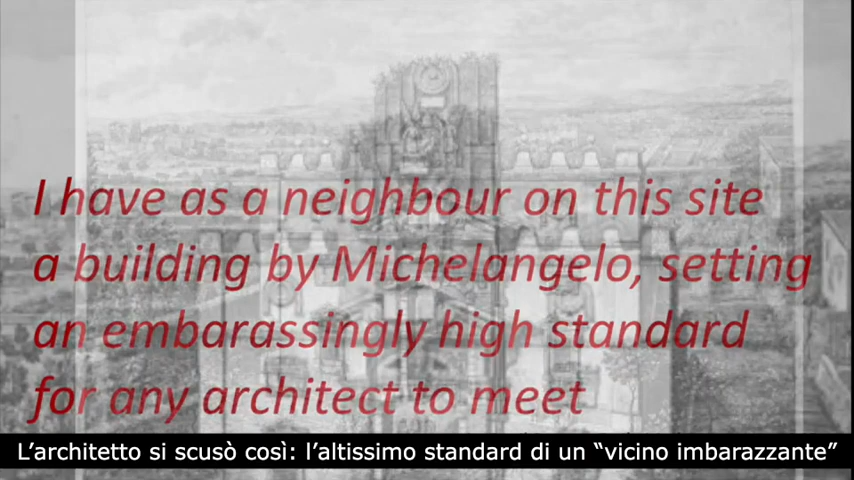 I have as a neighbour on this site
a building by Michelangelo, setting
an embarassingly high standard
for any architect to meet
L’architetto si scusò così: l’altissimo standard di un “vicino imbarazzante”